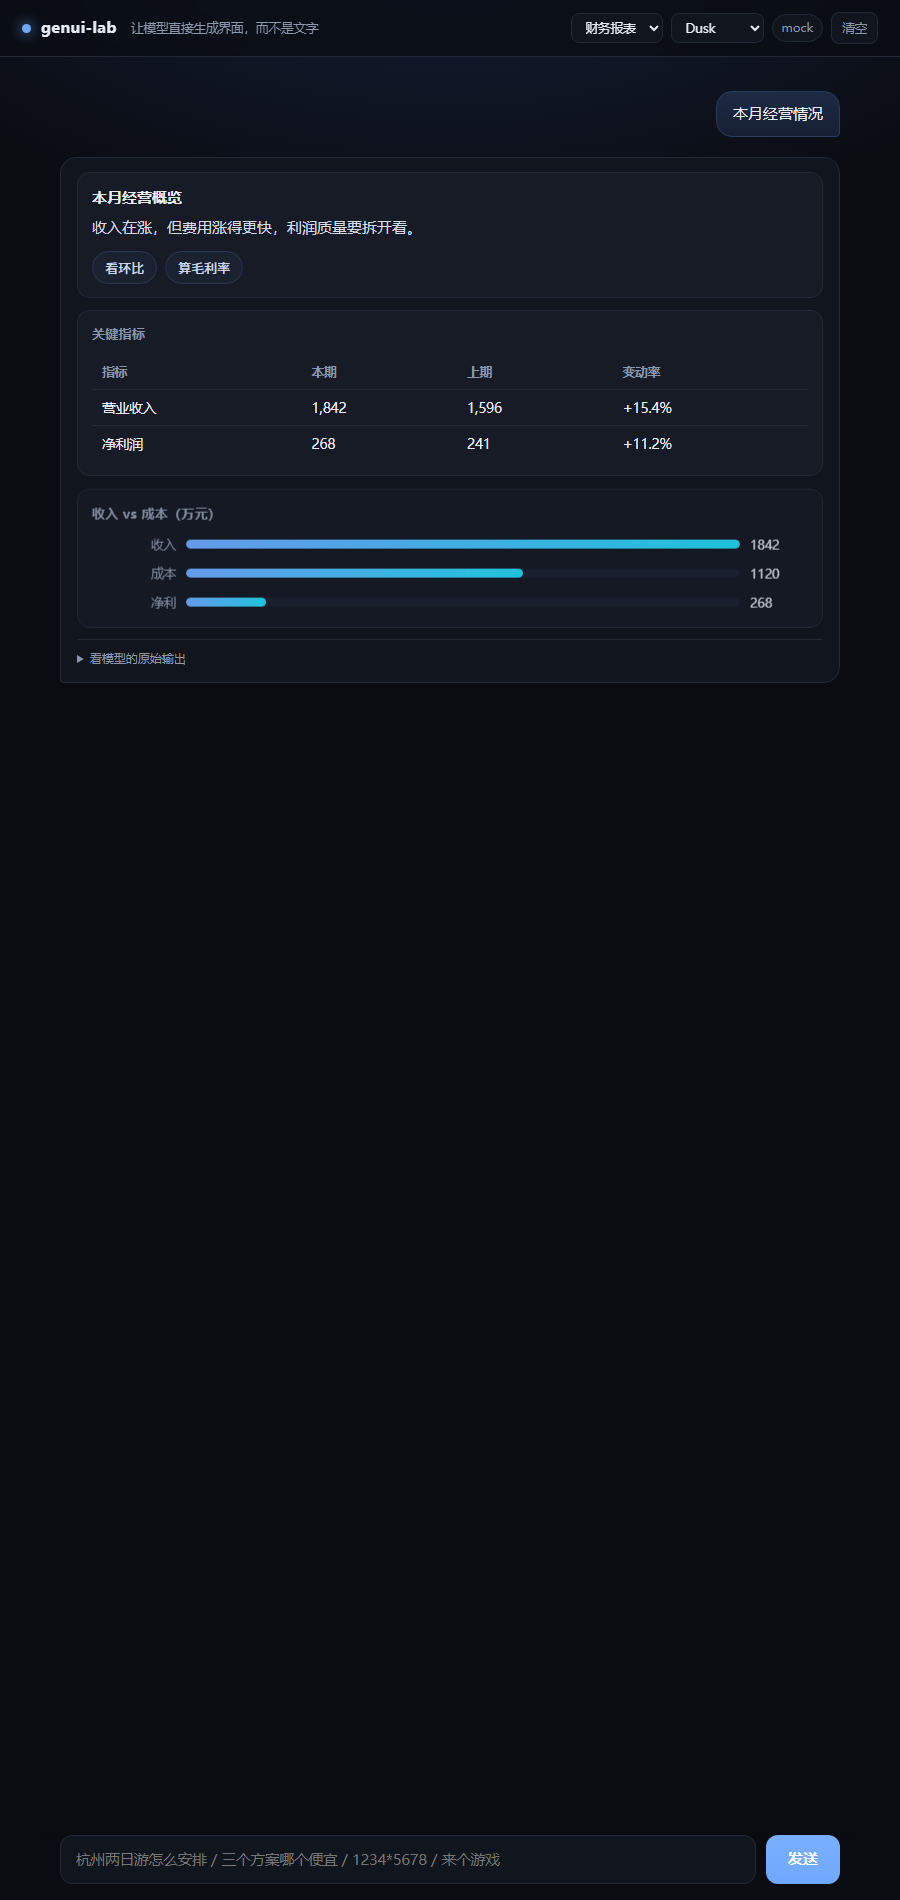 genui-lab 让模型直接生成界面，而不是文字 财务报表 Dusk mock 清空
本月经营情况
本月经营概览
收入在涨，但费用涨得更快，利润质量要拆开看。
看环比 算毛利率
关键指标
指标 本期 上期 变动率
营业收入 1,842 1,596 +15.4%
净利润 268 241 +11.2%
收入 vs 成本（万元）
收入 1842
成本 1120
净利 268
看模型的原始输出
杭州两日游怎么安排 / 三个方案哪个便宜 / 1234*5678 / 来个游戏 发送